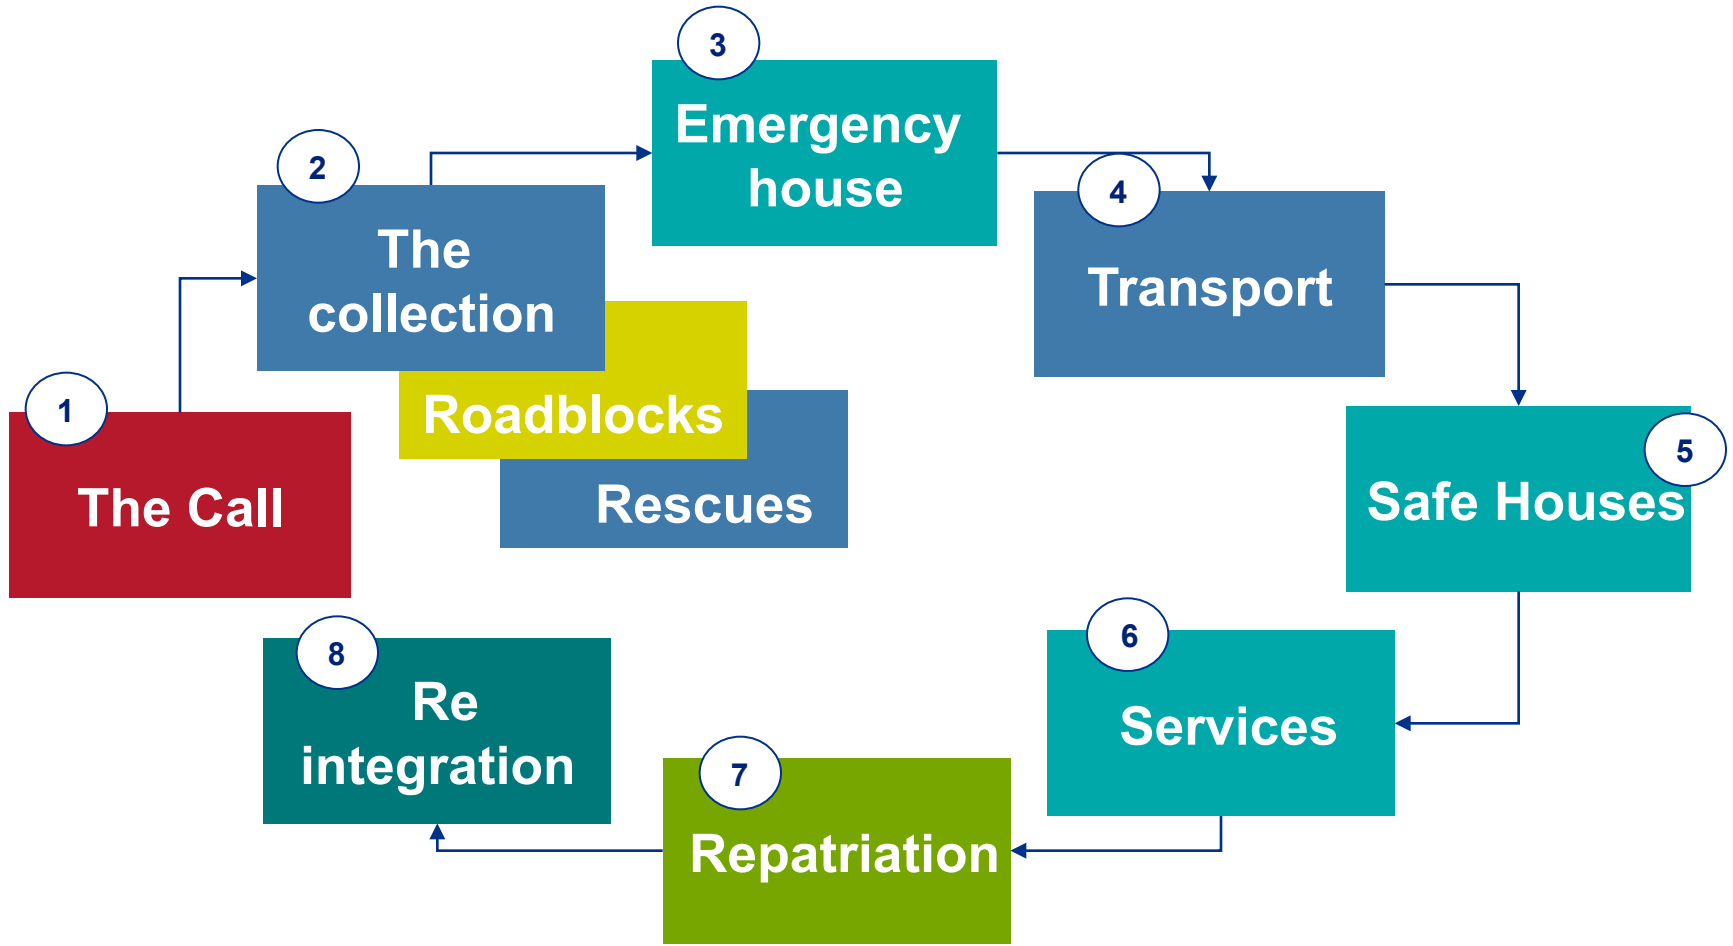 1
The Call
2
The
collection
Roadblocks
Rescues
3
Emergency
house
4
Transport
5
Safe Houses
6
Services
7
Repatriation
8
Re
integration